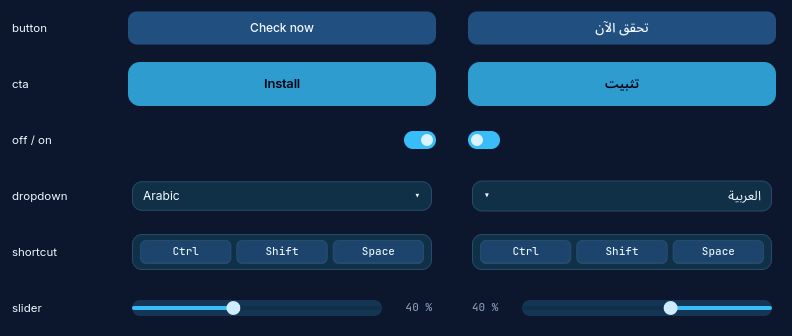 button Check now تحقق الآن
cta Install تثبيت
off / on
dropdown Arabic العربية
shortcut Ctrl Shift Space Ctrl Shift Space
slider 40 % 40 %